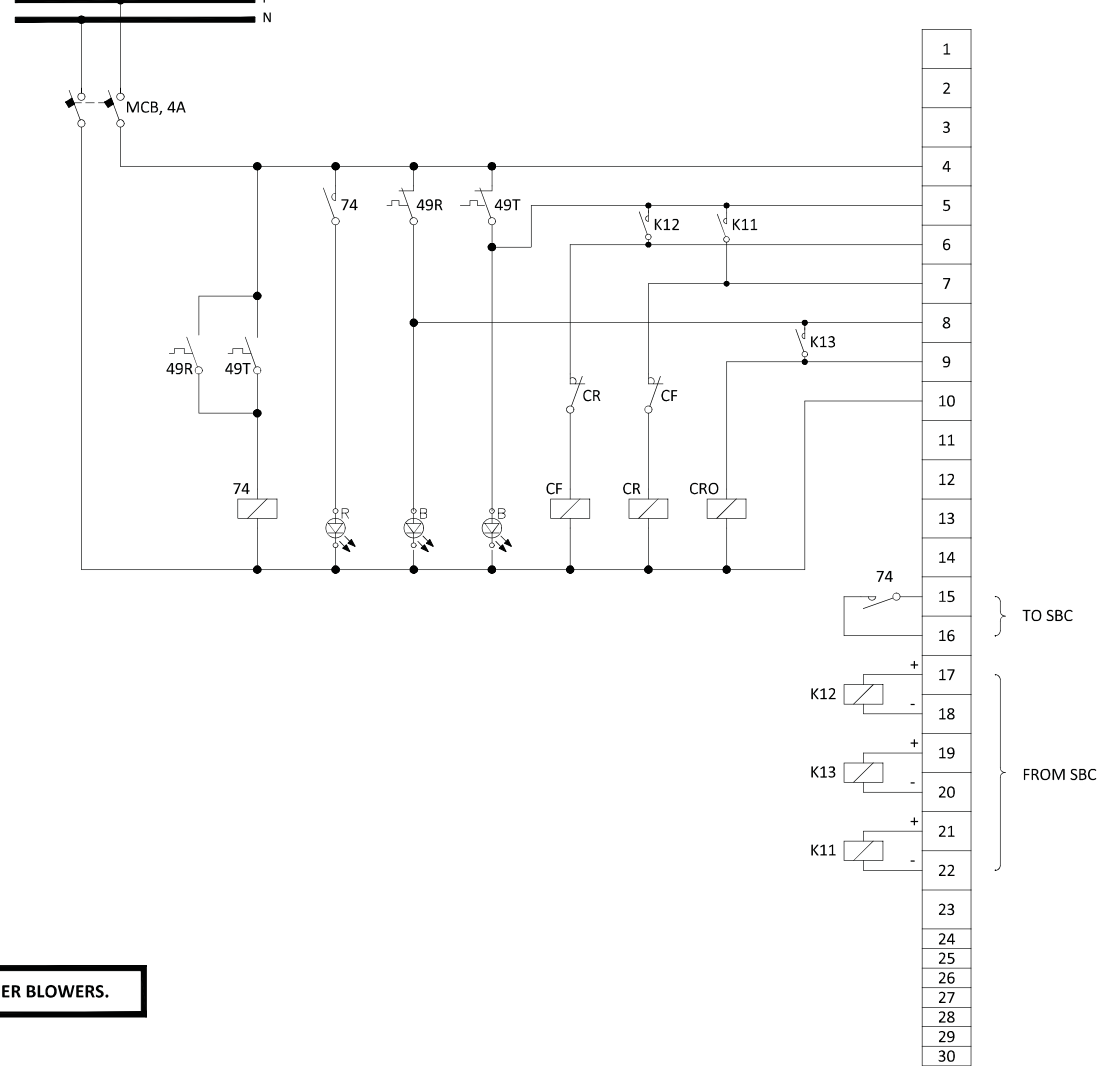 N
1
2
MCB, 4A
3
4
74
49R
49T
5
K12
K11
6
7
8
K13
49R
49T
9
CR
CF
10
11
74
CF
CR
CRO
12
R
B
B
13
14
74
15
TO SBC
16
+
17
K12
-
18
+
19
K13
FROM SBC
-
20
+
21
K11
-
22
23
24
25
26
27
28
29
30
ER BLOWERS.